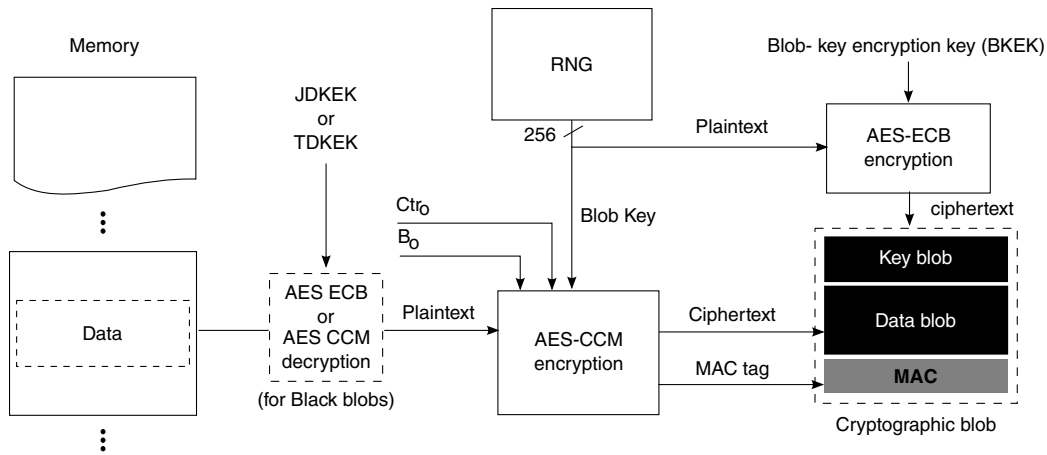 Memory
RNG
Blob- key encryption key (BKEK)
JDKEK
or
TDKEK
256
Plaintext
AES-ECB
encryption
Ctro
Bo
Blob Key
ciphertext
Key blob
Data
AES ECB
or
AES CCM
decryption
(for Black blobs)
Plaintext
AES-CCM
encryption
Ciphertext
MAC tag
Data blob
MAC
Cryptographic blob